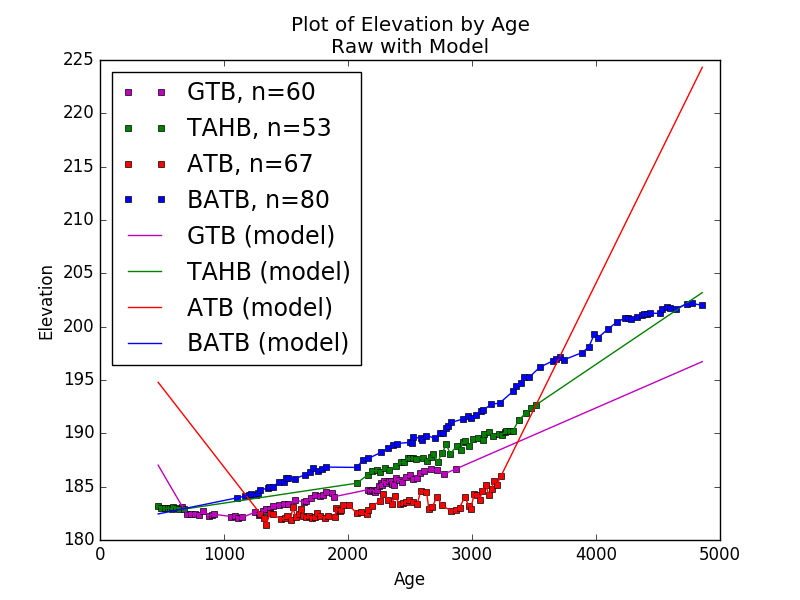 Plot of Elevation by Age
Raw with Model
225
220
215
210
205
200
195
190
185
180
Elevation
GTB, n=60
TAHB, n=53
ATB, n=67
BATB, n=80
GTB (model)
TAHB (model)
ATB (model)
BATB (model)
0 1000 2000 3000 4000 5000
Age